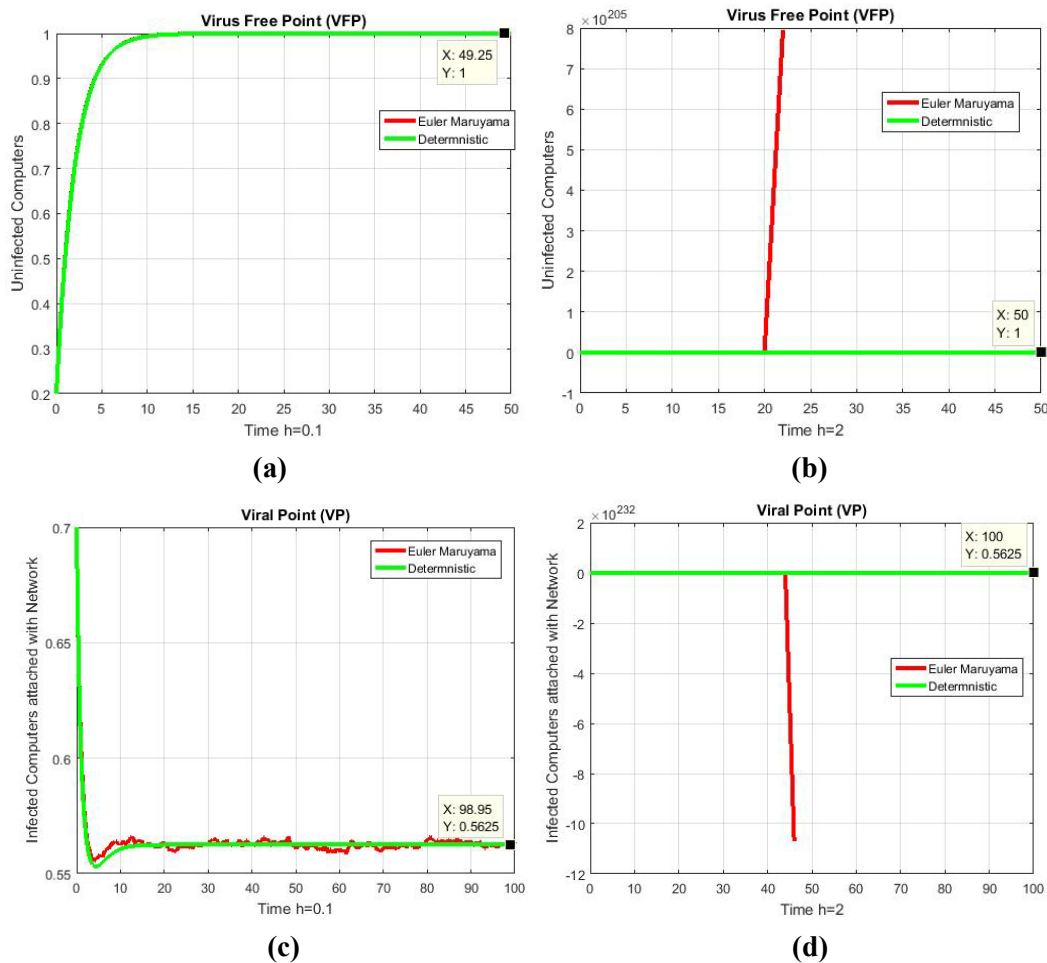 Virus Free Point (VFP)
Uninfected Computers
1
0.9
0.8
0.7
0.6
0.5
0.4
0.3
0.2
X: 49.25
Y: 1
Euler Maruyama
Determnistic
0 5 10 15 20 25 30 35 40 45 50
Time h=0.1
(a)
× 10^205
Virus Free Point (VFP)
Uninfected Computers
8
7
6
5
4
3
2
1
0
-1
Euler Maruyama
Determnistic
X: 50
Y: 1
0 5 10 15 20 25 30 35 40 45 50
Time h=2
(b)
Viral Point (VP)
Infected Computers attached with Network
0.7
0.65
0.6
0.55
Euler Maruyama
Determnistic
X: 98.95
Y: 0.5625
0 10 20 30 40 50 60 70 80 90 100
Time h=0.1
(c)
× 10^232
Viral Point (VP)
Infected Computers attached with Network
2
0
-2
-4
-6
-8
-10
-12
X: 100
Y: 0.5625
Euler Maruyama
Determnistic
0 10 20 30 40 50 60 70 80 90 100
Time h=2
(d)